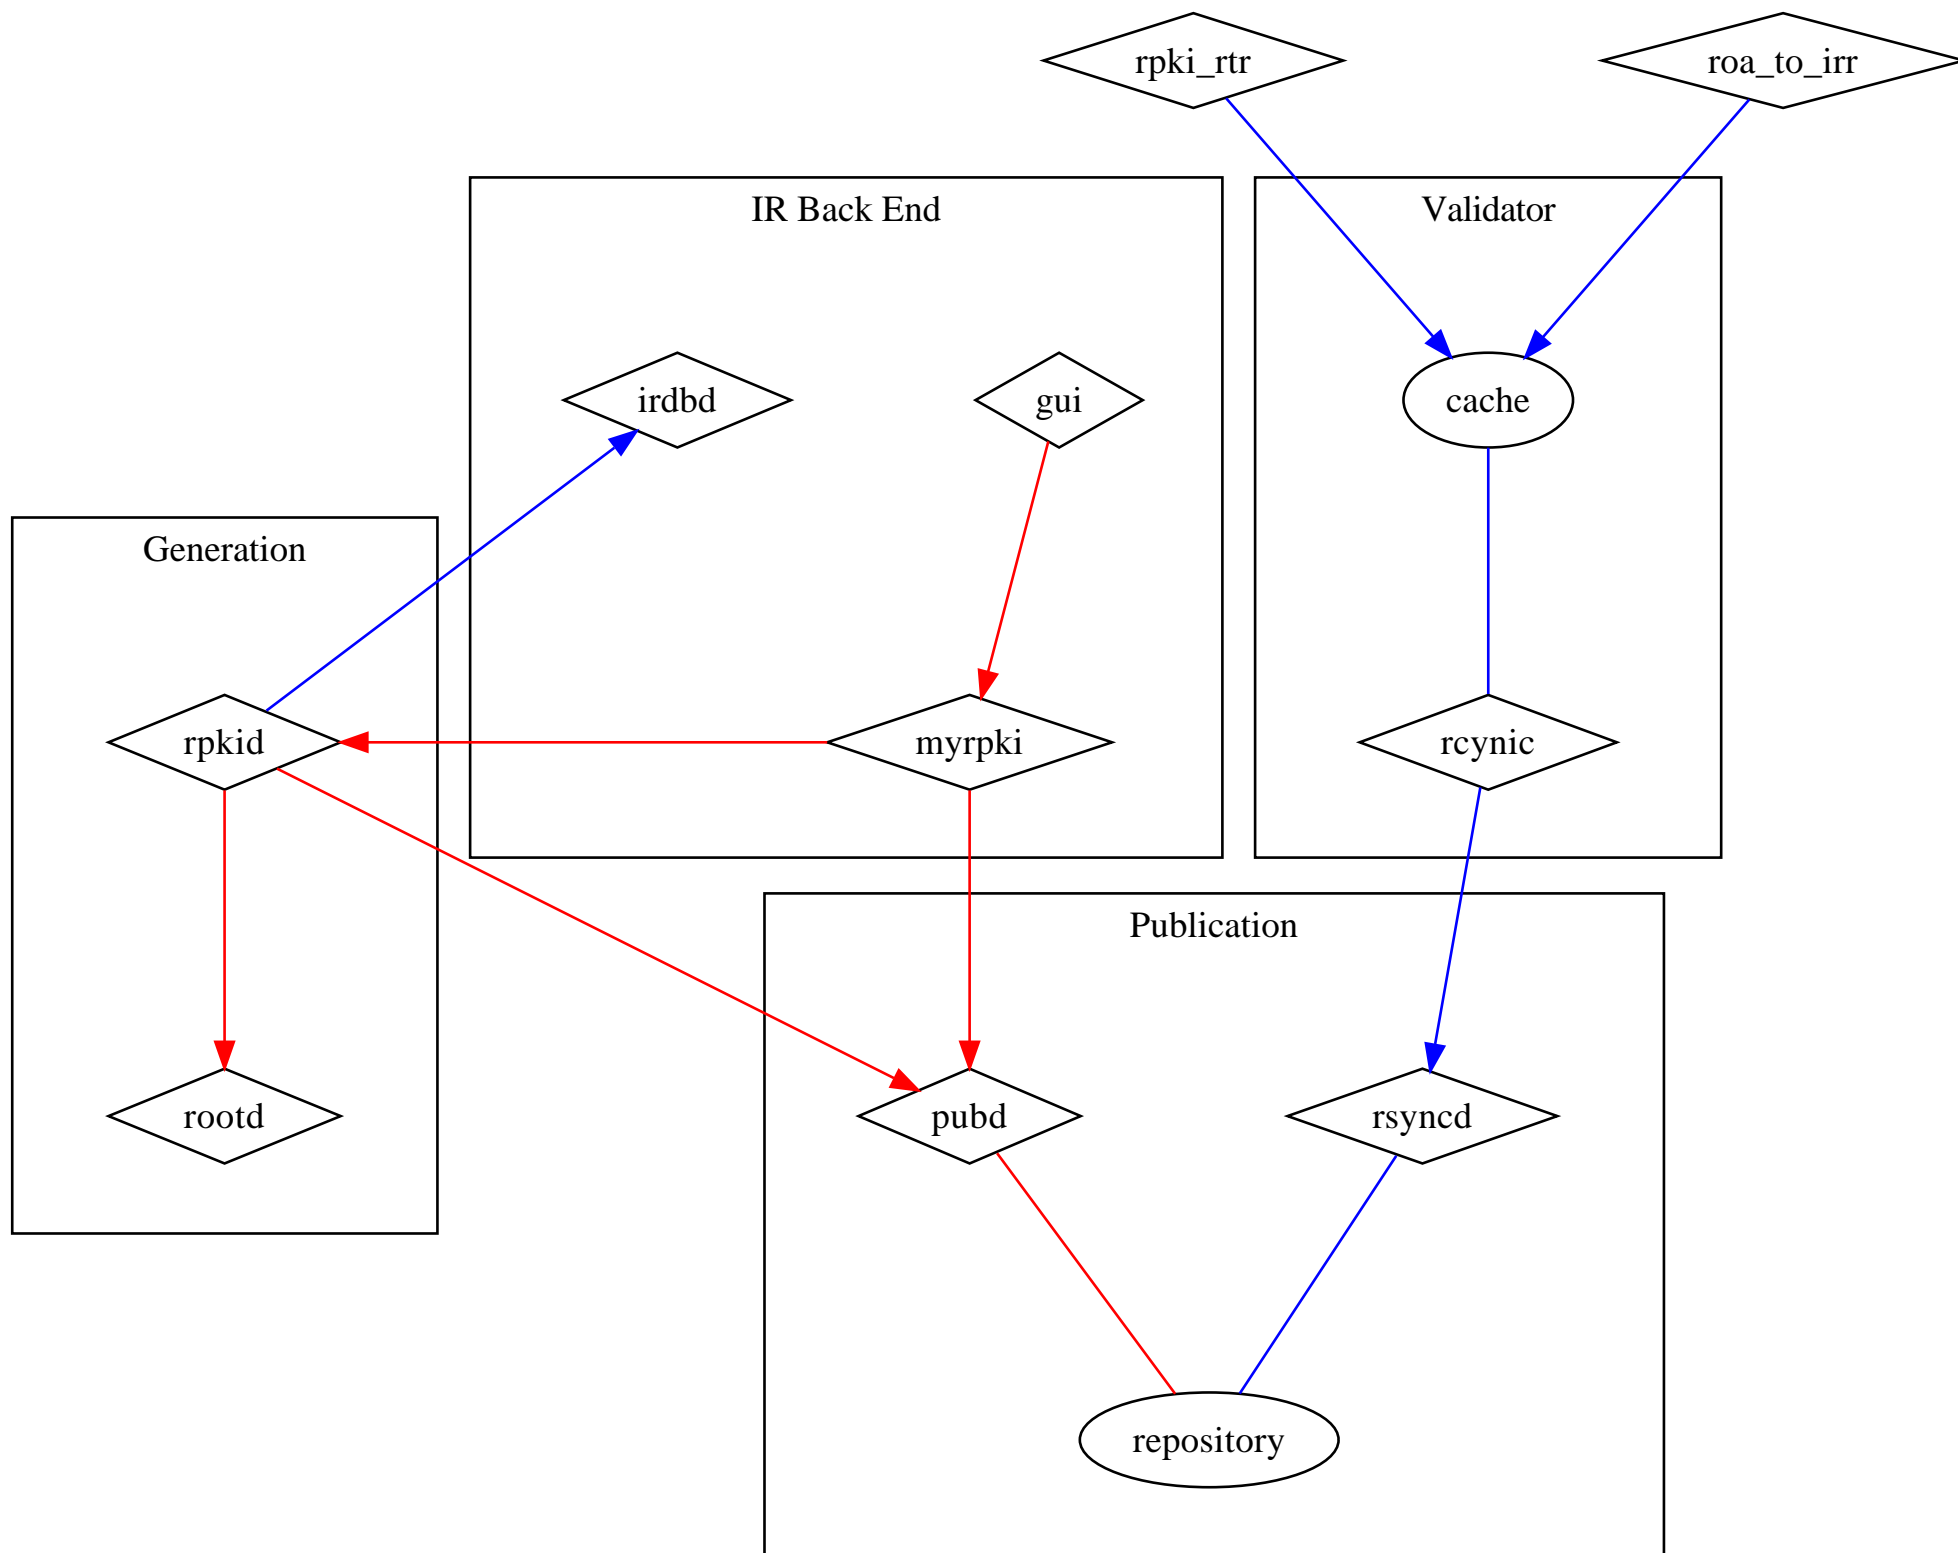 rpki_rtr
roa_to_irr
IR Back End
Validator
irdbd
gui
cache
Generation
rpkid
myrpki
rcynic
Publication
rootd
pubd
rsyncd
repository